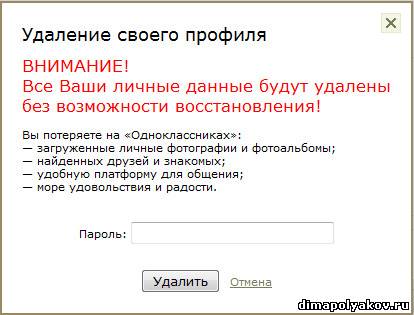 Удаление своего профиля
ВНИМАНИЕ!
Все Ваши личные данные будут удалены
без возможности восстановления!
Вы потеряете на «Одноклассниках»:
— загруженные личные фотографии и фотоальбомы;
— найденных друзей и знакомых;
— удобную платформу для общения;
— море удовольствия и радости.
Пароль:
Удалить Отмена
dimapolyakov.ru